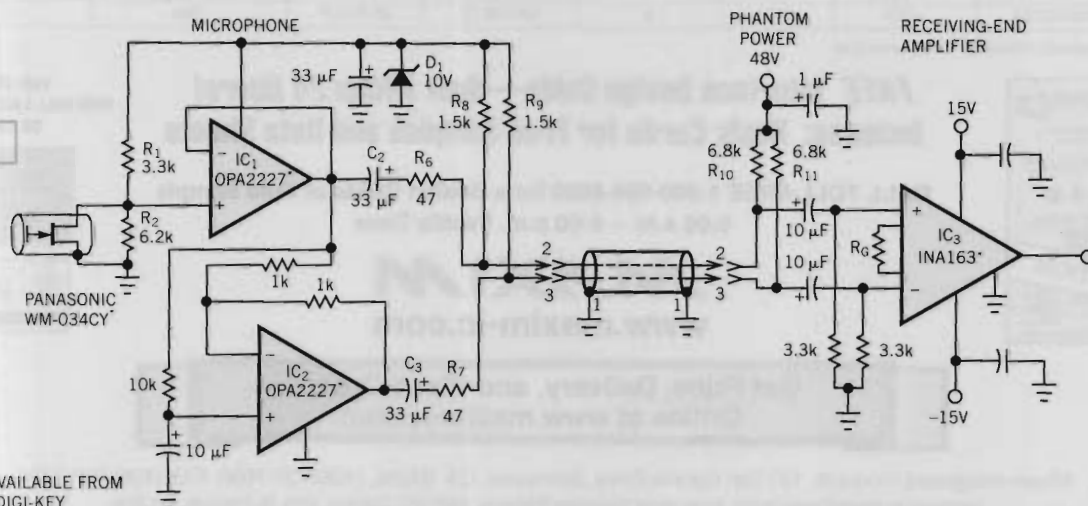 MICROPHONE
PHANTOM
POWER
48V
RECEIVING-END
AMPLIFIER
33 µF
+
D1
10V
R8
1.5k
R9
1.5k
1 µF
+
15V
R1
3.3k
−
IC1
OPA2227*
+
C2
+
33 µF
R6
47
6.8k
R10
6.8k
R11
R2
6.2k
+
10 µF
10 µF
+
RG
+
−
IC3
INA163*
2
3
1
1
2
3
PANASONIC
WM-034CY*
1k
1k
3.3k
3.3k
−15V
10k
−
IC2
OPA2227*
+
C3
+
33 µF
R7
47
+
10 µF
AVAILABLE FROM
DIGI-KEY